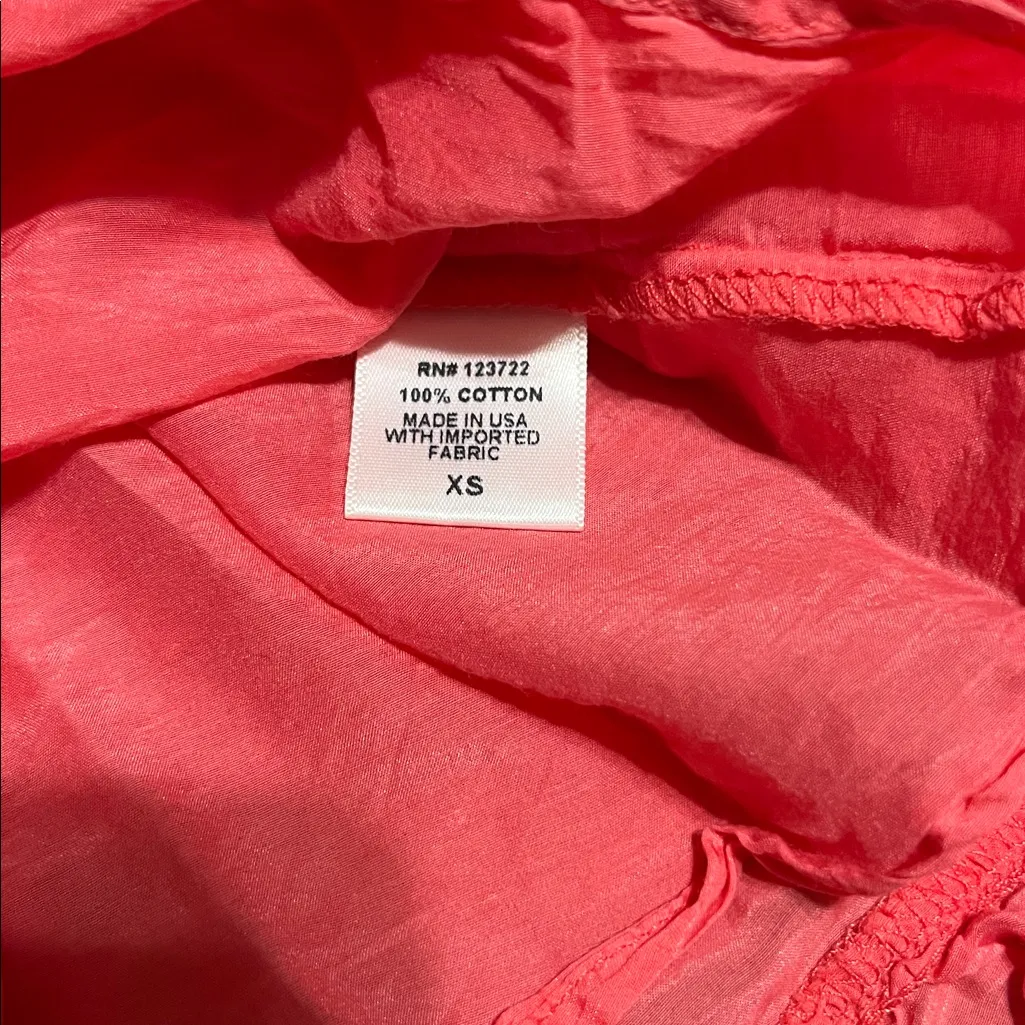 RN# 123722
100% COTTON
MADE IN USA
WITH IMPORTED
FABRIC
XS